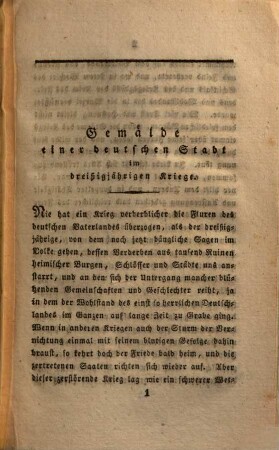 Gemälde
einer deutschen Stadt
im
dreißigjährigen Kriege.
Nie hat ein Krieg verderblicher die Fluren des
deutschen Vaterlandes überzogen, als der dreißig-
jährige, von dem noch jetzt bängliche Sagen im
Volke gehen, dessen Verderben aus tausend Ruinen
heimischer Burgen, Schlösser und Städte uns an-
starrt, und an den sich der Untergang mancher blü-
henden Gemeinschaften und Geschlechter reiht, ja
in dem der Wohlstand des einst so herrlichen Deutsch-
landes im Ganzen auf lange Zeit zu Grabe ging.
Wenn in anderen Kriegen auch der Sturm der Ver-
nichtung einmal mit seinem blutigen Gefolge dahin
braust, so kehrt doch der Friede bald heim, und die
zertretenen Saaten richten sich wieder auf. Aber
dieser zerstörende Krieg lag wie ein schwerer Wet-
1